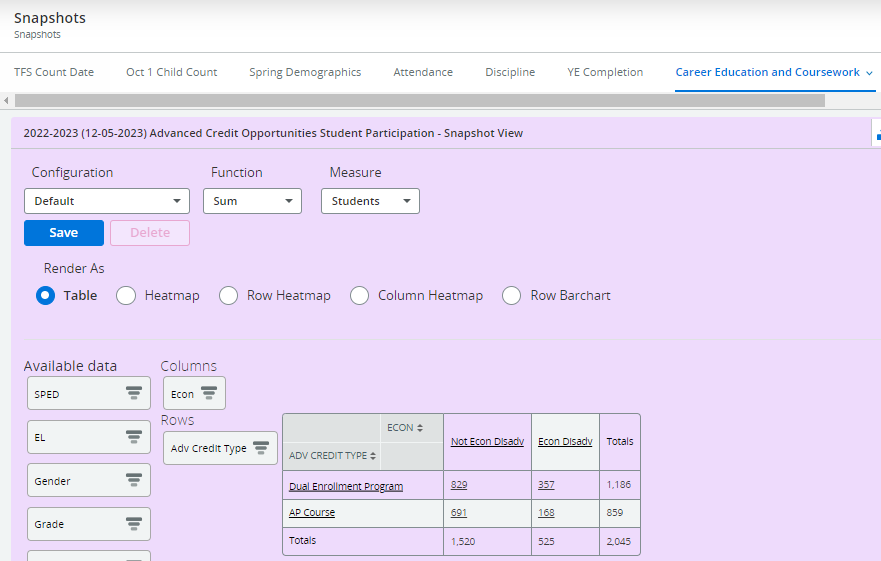 Snapshots
Snapshots
TFS Count Date Oct 1 Child Count Spring Demographics Attendance Discipline YE Completion Career Education and Coursework
2022-2023 (12-05-2023) Advanced Credit Opportunities Student Participation - Snapshot View
Configuration Function Measure
Default Sum Students
Save Delete
Render As
Table Heatmap Row Heatmap Column Heatmap Row Barchart
Available data Columns
SPED Econ
Rows
EL Adv Credit Type
Gender
Grade
ECON Not Econ Disadv Econ Disadv Totals
ADV CREDIT TYPE
Dual Enrollment Program 829 357 1,186
AP Course 691 168 859
Totals 1,520 525 2,045